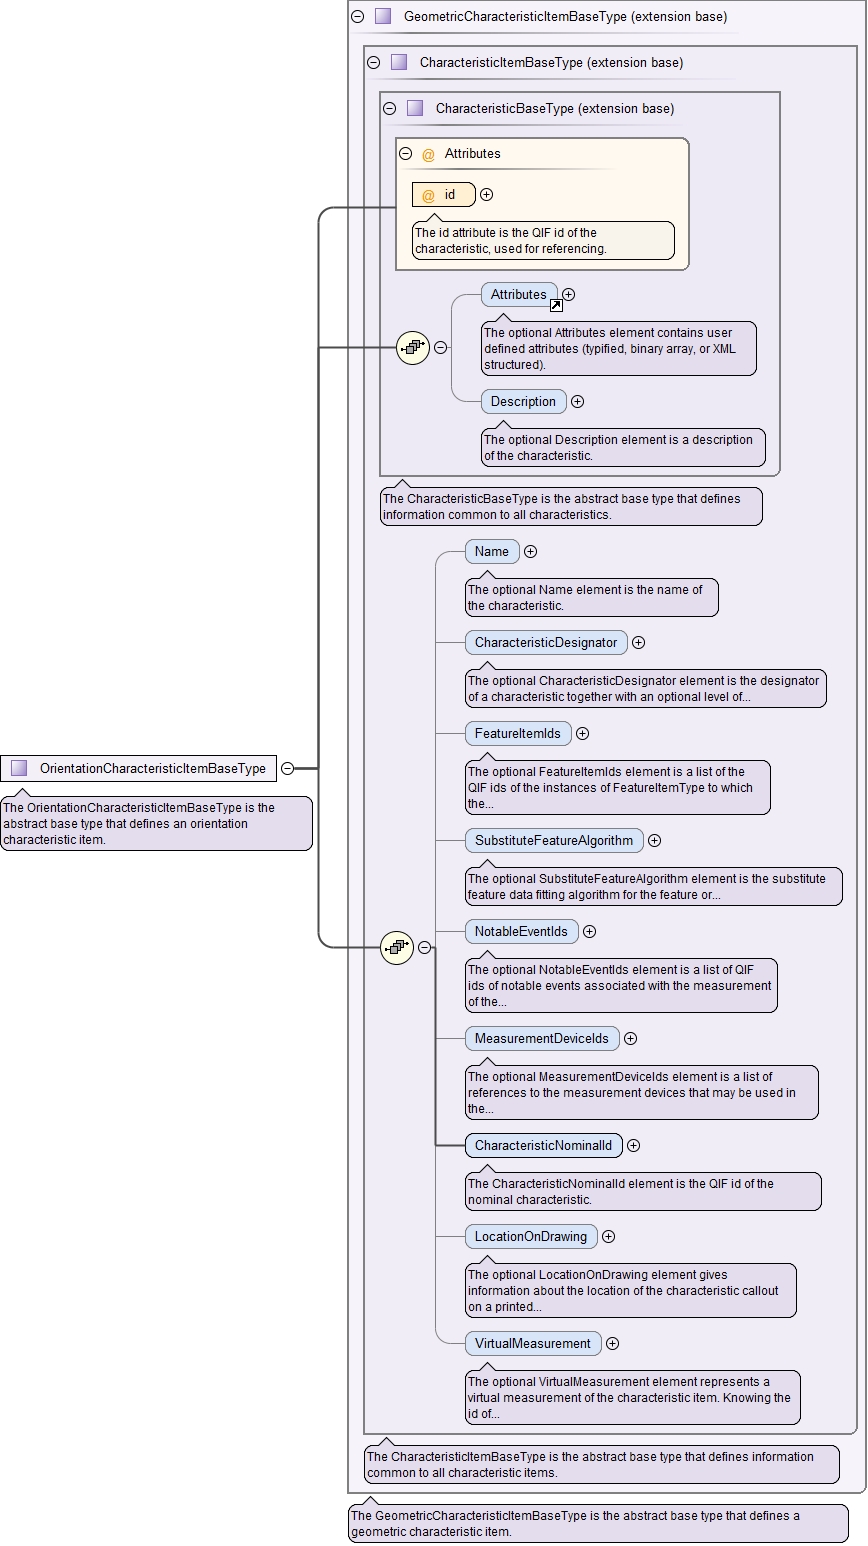 GeometricCharacteristicItemBaseType (extension base)
CharacteristicItemBaseType (extension base)
CharacteristicBaseType (extension base)
@ Attributes
@ id
The id attribute is the QIF id of the
characteristic, used for referencing.
Attributes
The optional Attributes element contains user
defined attributes (typified, binary array, or XML
structured).
Description
The optional Description element is a description
of the characteristic.
The CharacteristicBaseType is the abstract base type that defines
information common to all characteristics.
Name
The optional Name element is the name of
the characteristic.
CharacteristicDesignator
The optional CharacteristicDesignator element is the designator
of a characteristic together with an optional level of...
FeatureItemIds
The optional FeatureItemIds element is a list of the
QIF ids of the instances of FeatureItemType to which
the...
OrientationCharacteristicItemBaseType
The OrientationCharacteristicItemBaseType is the
abstract base type that defines an orientation
characteristic item.
SubstituteFeatureAlgorithm
The optional SubstituteFeatureAlgorithm element is the substitute
feature data fitting algorithm for the feature or...
NotableEventIds
The optional NotableEventIds element is a list of QIF
ids of notable events associated with the measurement
of the...
MeasurementDeviceIds
The optional MeasurementDeviceIds element is a list of
references to the measurement devices that may be used in
the...
CharacteristicNominalId
The CharacteristicNominalId element is the QIF id of the
nominal characteristic.
LocationOnDrawing
The optional LocationOnDrawing element gives
information about the location of the characteristic callout
on a printed...
VirtualMeasurement
The optional VirtualMeasurement element represents a
virtual measurement of the characteristic item. Knowing the
id of...
The CharacteristicItemBaseType is the abstract base type that defines information
common to all characteristic items.
The GeometricCharacteristicItemBaseType is the abstract base type that defines a
geometric characteristic item.